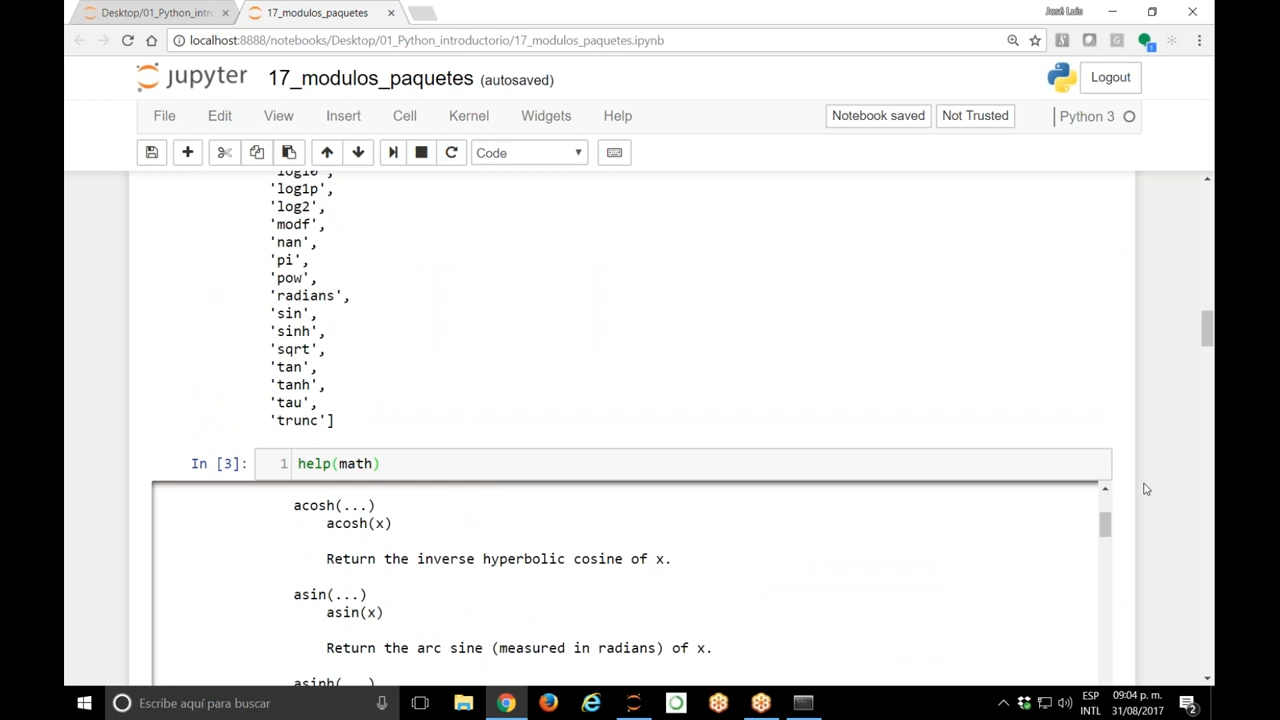 Desktop/01_Python_intro
17_modulos_paquetes
José Luis
localhost:8888/notebooks/Desktop/01_Python_introductorio/17_modulos_paquetes.ipynb
jupyter 17_modulos_paquetes (autosaved)
Logout
File Edit View Insert Cell Kernel Widgets Help
Notebook saved Not Trusted Python 3
Code
'log10',
'log1p',
'log2',
'modf',
'nan',
'pi',
'pow',
'radians',
'sin',
'sinh',
'sqrt',
'tan',
'tanh',
'tau',
'trunc']
In [3]: 1 help(math)
acosh(...)
acosh(x)
Return the inverse hyperbolic cosine of x.
asin(...)
asin(x)
Return the arc sine (measured in radians) of x.
asinh(...)
Escribe aquí para buscar
ESP
INTL
09:04 p. m.
31/08/2017
2